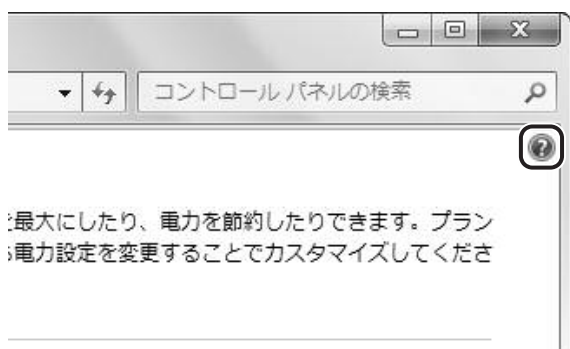 コントロール パネルの検索
最大にしたり、電力を節約したりできます。プラン
電力設定を変更することでカスタマイズしてくださ